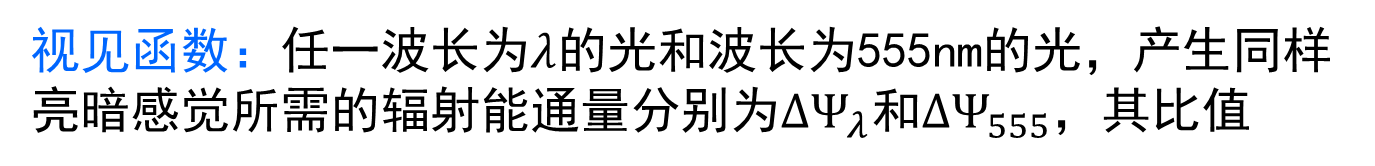 视见函数：任一波长为λ的光和波长为555nm的光，产生同样
亮暗感觉所需的辐射能通量分别为ΔΨλ和ΔΨ555，其比值